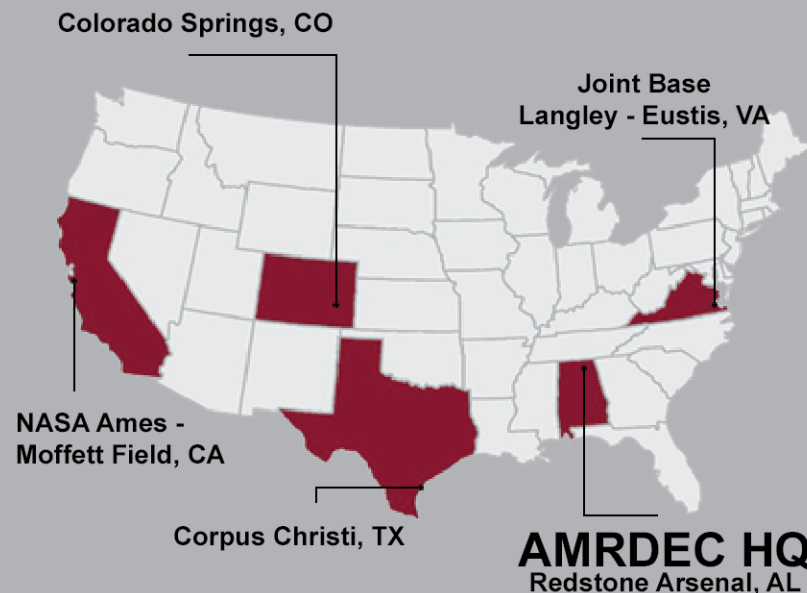 Colorado Springs, CO
Joint Base
Langley - Eustis, VA
NASA Ames -
Moffett Field, CA
Corpus Christi, TX
AMRDEC HQ
Redstone Arsenal, AL